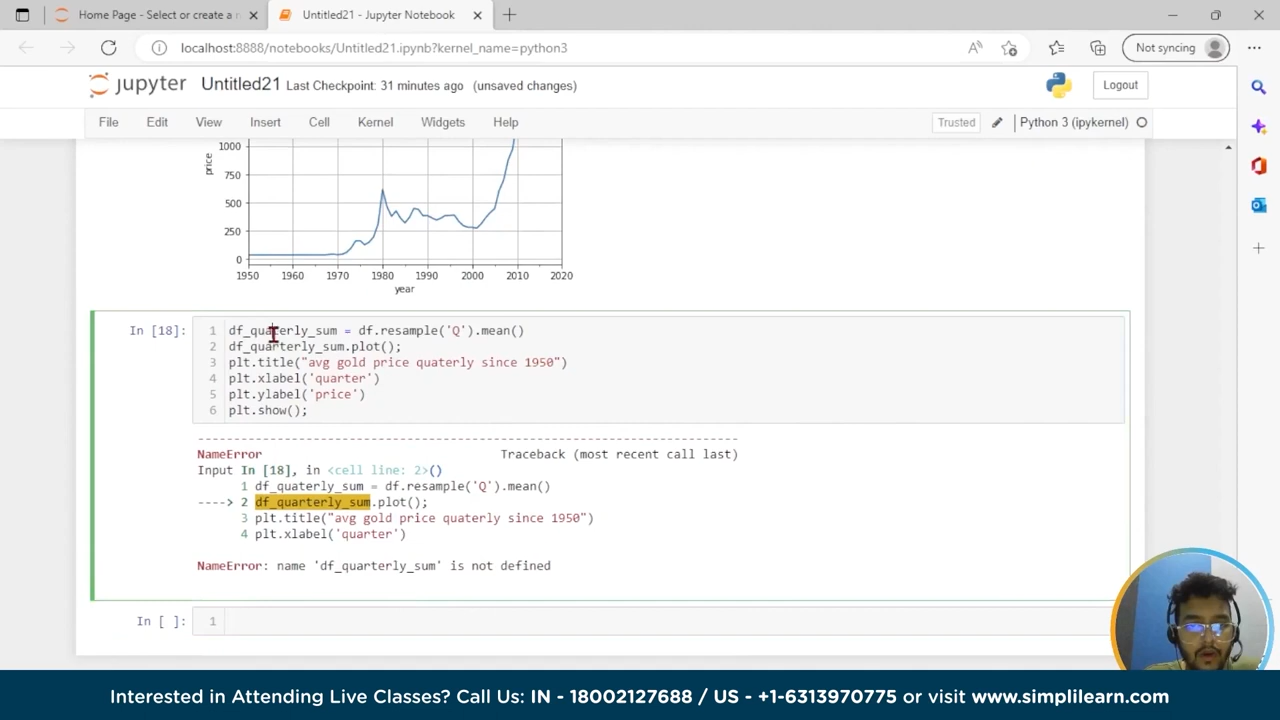 Home Page - Select or create a n
Untitled21 - Jupyter Notebook
localhost:8888/notebooks/Untitled21.ipynb?kernel_name=python3
Not syncing
jupyter Untitled21 Last Checkpoint: 31 minutes ago (unsaved changes)
Logout
File Edit View Insert Cell Kernel Widgets Help
Trusted Python 3 (ipykernel)
1000
750
500
250
0
price
1950 1960 1970 1980 1990 2000 2010 2020
year
In [18]:
1 df_quaterly_sum = df.resample('Q').mean()
2 df_quarterly_sum.plot();
3 plt.title("avg gold price quaterly since 1950")
4 plt.xlabel('quarter')
5 plt.ylabel('price')
6 plt.show();
---------------------------------------------------------------------------
NameError Traceback (most recent call last)
Input In [18], in <cell line: 2>()
1 df_quaterly_sum = df.resample('Q').mean()
----> 2 df_quarterly_sum.plot();
3 plt.title("avg gold price quaterly since 1950")
4 plt.xlabel('quarter')
NameError: name 'df_quarterly_sum' is not defined
In [ ]: 1
Interested in Attending Live Classes? Call Us: IN - 18002127688 / US - +1-6313970775 or visit www.simplilearn.com